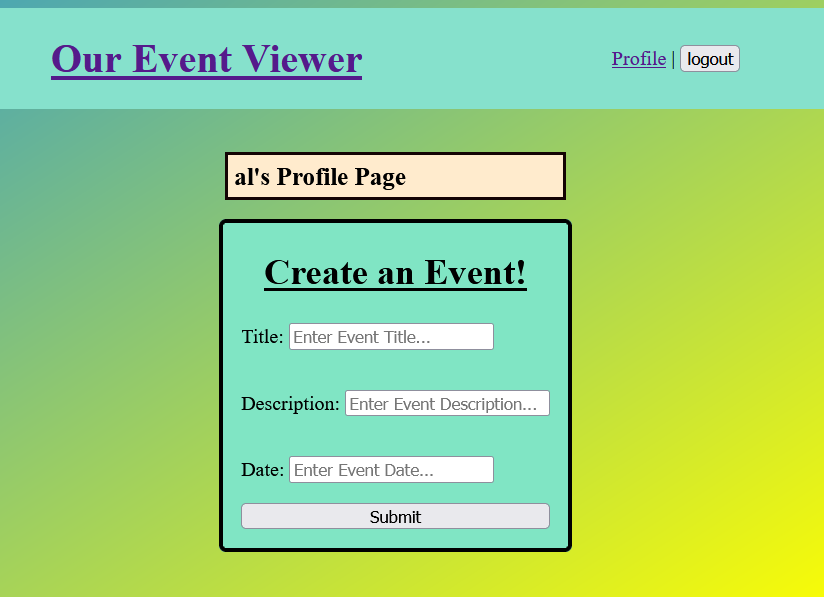 Our Event Viewer
Profile | logout
al's Profile Page
Create an Event!
Title: Enter Event Title...
Description: Enter Event Description...
Date: Enter Event Date...
Submit